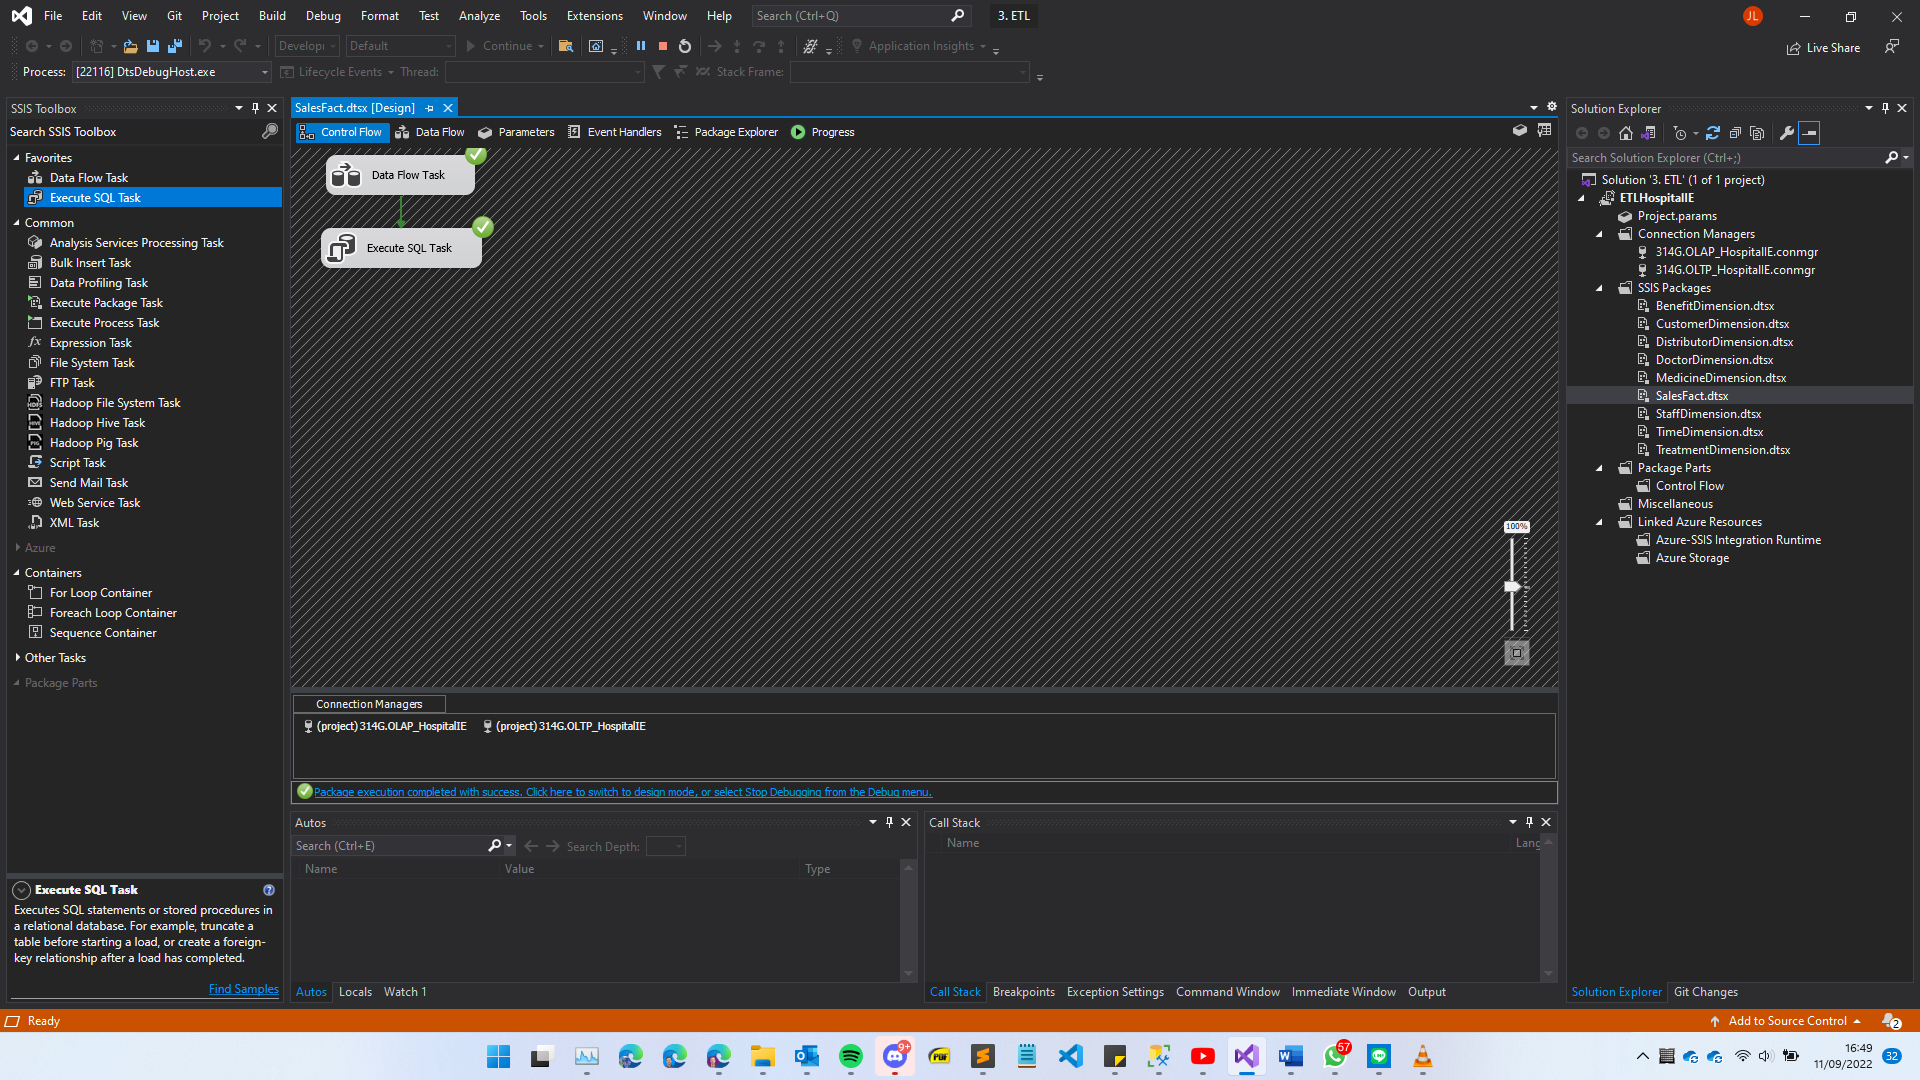 File Edit View Git Project Build Debug Format Test Analyze Tools Extensions Window Help Search (Ctrl+Q) 3. ETL JL
Developi Default Continue Application Insights Live Share
Process: [22116] DtsDebugHost.exe Lifecycle Events Thread: Stack Frame:
SSIS Toolbox
Search SSIS Toolbox
Favorites
Data Flow Task
Execute SQL Task
Common
Analysis Services Processing Task
Bulk Insert Task
Data Profiling Task
Execute Package Task
Execute Process Task
Expression Task
File System Task
FTP Task
Hadoop File System Task
Hadoop Hive Task
Hadoop Pig Task
Script Task
Send Mail Task
Web Service Task
XML Task
Azure
Containers
For Loop Container
Foreach Loop Container
Sequence Container
Other Tasks
Package Parts
Execute SQL Task
Executes SQL statements or stored procedures in
a relational database. For example, truncate a
table before starting a load, or create a foreign-
key relationship after a load has completed.
Find Samples
SalesFact.dtsx [Design]
Control Flow Data Flow Parameters Event Handlers Package Explorer Progress
Data Flow Task
Execute SQL Task
100%
Connection Managers
(project) 314G.OLAP_HospitalIE (project) 314G.OLTP_HospitalIE
Package execution completed with success. Click here to switch to design mode, or select Stop Debugging from the Debug menu.
Autos
Search (Ctrl+E) Search Depth:
Name Value Type
Autos Locals Watch 1
Call Stack
Name Lang
Call Stack Breakpoints Exception Settings Command Window Immediate Window Output
Solution Explorer
Search Solution Explorer (Ctrl+;)
Solution '3. ETL' (1 of 1 project)
ETLHospitalIE
Project.params
Connection Managers
314G.OLAP_HospitalIE.conmgr
314G.OLTP_HospitalIE.conmgr
SSIS Packages
BenefitDimension.dtsx
CustomerDimension.dtsx
DistributorDimension.dtsx
DoctorDimension.dtsx
MedicineDimension.dtsx
SalesFact.dtsx
StaffDimension.dtsx
TimeDimension.dtsx
TreatmentDimension.dtsx
Package Parts
Control Flow
Miscellaneous
Linked Azure Resources
Azure-SSIS Integration Runtime
Azure Storage
Solution Explorer Git Changes
Ready Add to Source Control 2
9+ PDF 57 16:49
11/09/2022 32